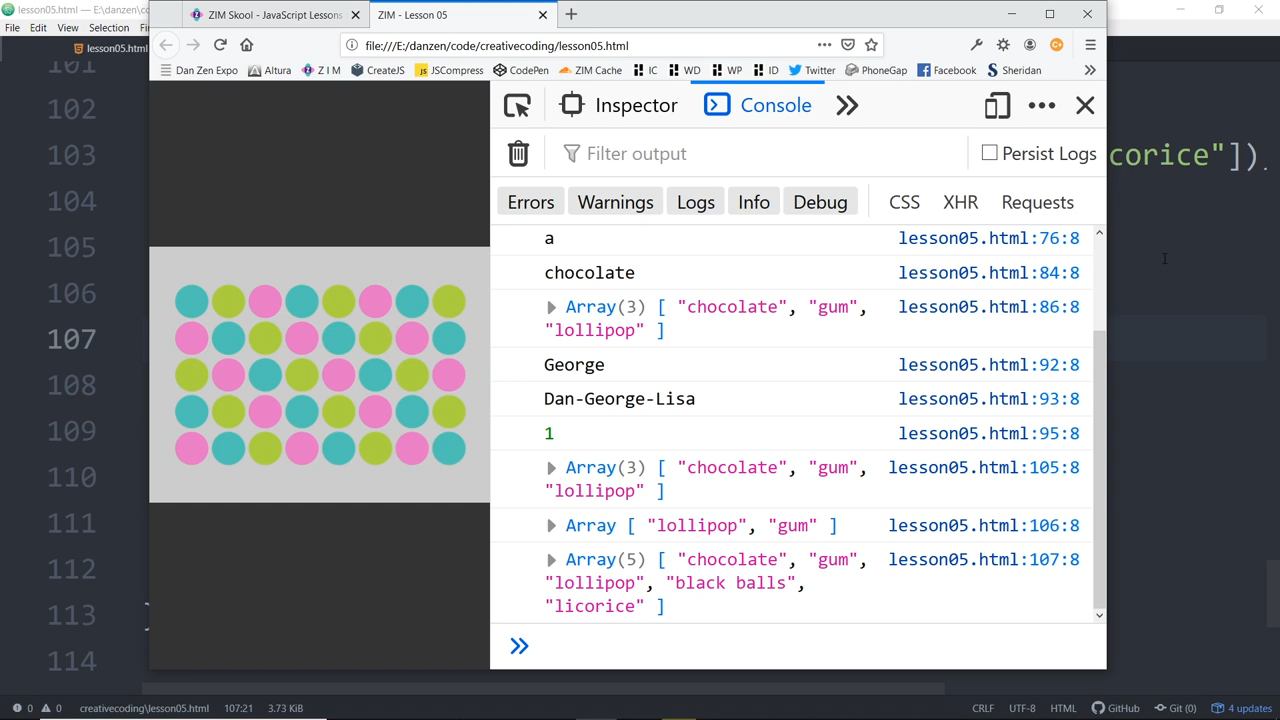 lesson05.html — E:\danzen
File Edit View Selection
ZIM Skool - JavaScript Lessons
ZIM - Lesson 05
lesson05.html
file:///E:/danzen/code/creativecoding/lesson05.html
Dan Zen Expo Altura Z I M CreateJS JSCompress CodePen ZIM Cache IC WD WP ID Twitter PhoneGap Facebook Sheridan
Inspector Console
Filter output Persist Logs
Errors Warnings Logs Info Debug CSS XHR Requests
a lesson05.html:76:8
chocolate lesson05.html:84:8
Array(3) [ "chocolate", "gum", lesson05.html:86:8
"lollipop" ]
George lesson05.html:92:8
Dan-George-Lisa lesson05.html:93:8
1 lesson05.html:95:8
Array(3) [ "chocolate", "gum", lesson05.html:105:8
"lollipop" ]
Array [ "lollipop", "gum" ] lesson05.html:106:8
Array(5) [ "chocolate", "gum", lesson05.html:107:8
"lollipop", "black balls",
"licorice" ]
101
102
103 corice"])
104
105
106
107
108
109
110
111
112
113 }
114
0 0 creativecoding\lesson05.html 107:21 3.73 KiB CRLF UTF-8 HTML GitHub Git (0) 4 updates